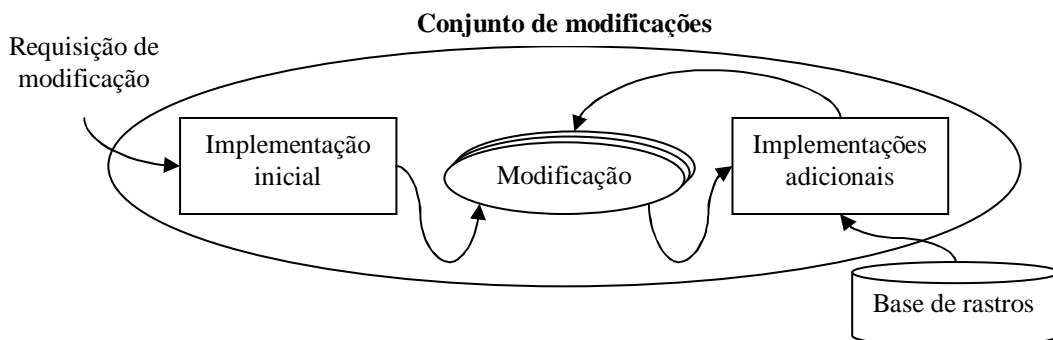 Conjunto de modificações
Requisição de
modificação
Implementação
inicial
Modificação
Implementações
adicionais
Base de rastros